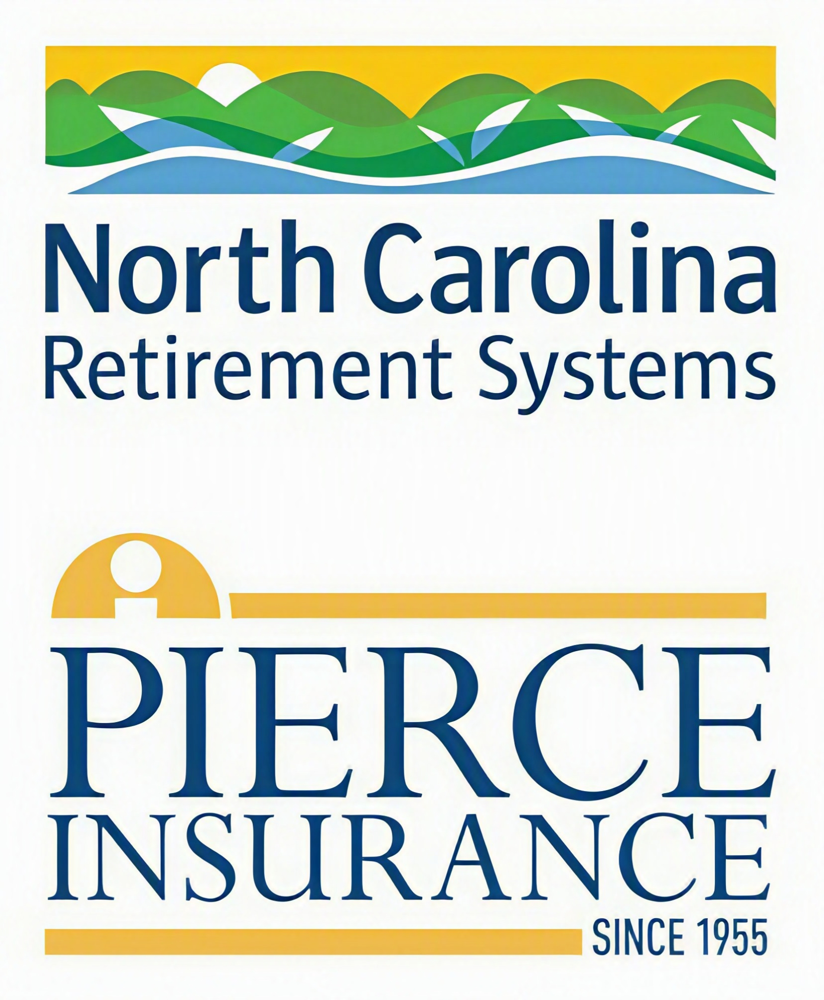 North Carolina
Retirement Systems
PIERCE
INSURANCE
SINCE 1955